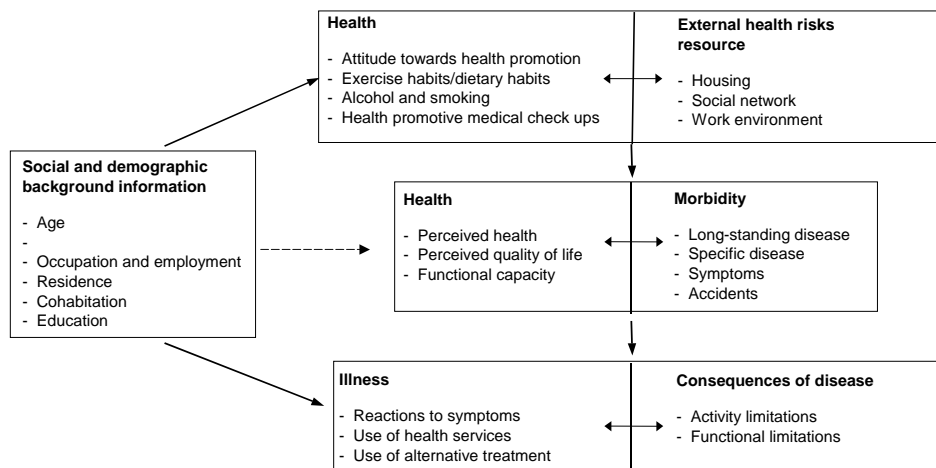 Health
- Attitude towards health promotion
- Exercise habits/dietary habits
- Alcohol and smoking
- Health promotive medical check ups
External health risks
resource
- Housing
- Social network
- Work environment
Social and demographic
background information
- Age
-
- Occupation and employment
- Residence
- Cohabitation
- Education
Health
- Perceived health
- Perceived quality of life
- Functional capacity
Morbidity
- Long-standing disease
- Specific disease
- Symptoms
- Accidents
Illness
- Reactions to symptoms
- Use of health services
- Use of alternative treatment
Consequences of disease
- Activity limitations
- Functional limitations